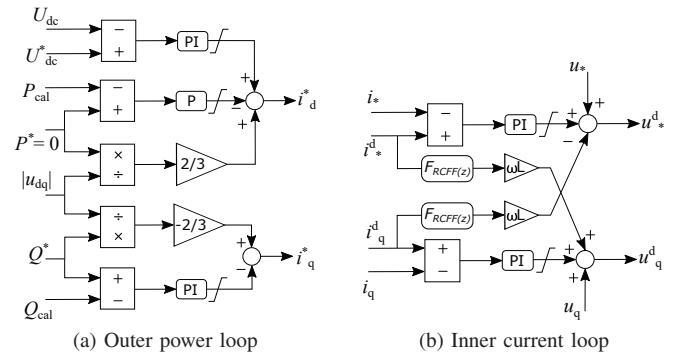 U_dc
U*_dc
−
+
PI
+
P_cal
−
+
P
−
i*_d
P*=0
+
×
÷
2/3
|u_dq|
÷
×
-2/3
+
Q*
i*_q
−
+
−
PI
Q_cal
(a) Outer power loop
u_*
i_*
−
+
PI
+
+
u^d_*
i^d_*
−
F_RCFF(z)
ωL
F_RCFF(z)
ωL
i^d_q
+
+
−
PI
+
+
u^d_q
i_q
u_q
(b) Inner current loop